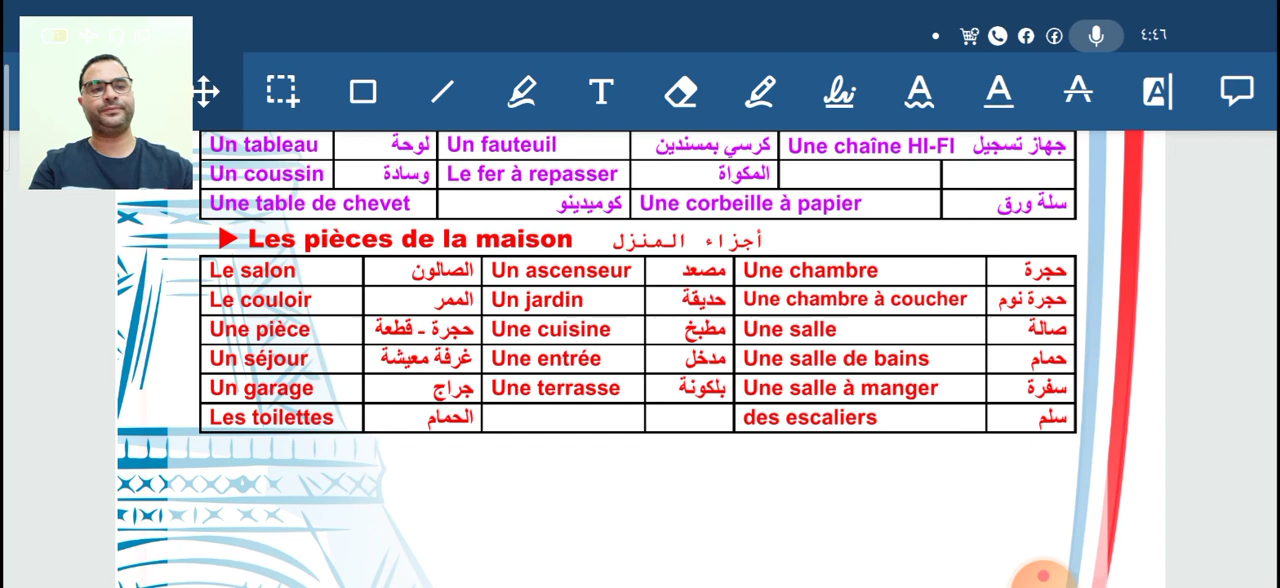 ٤:٤٦
Un tableau لوحة Un fauteuil كرسي بمسندين Une chaîne HI-FI جهاز تسجيل
Un coussin وسادة Le fer à repasser المكواة
Une table de chevet كوميدينو Une corbeille à papier سلة ورق
Les pièces de la maison أجزاء المنزل
Le salon الصالون Un ascenseur مصعد Une chambre حجرة
Le couloir الممر Un jardin حديقة Une chambre à coucher حجرة نوم
Une pièce حجرة - قطعة Une cuisine مطبخ Une salle صالة
Un séjour غرفة معيشة Une entrée مدخل Une salle de bains حمام
Un garage جراج Une terrasse بلكونة Une salle à manger سفرة
Les toilettes الحمام des escaliers سلم